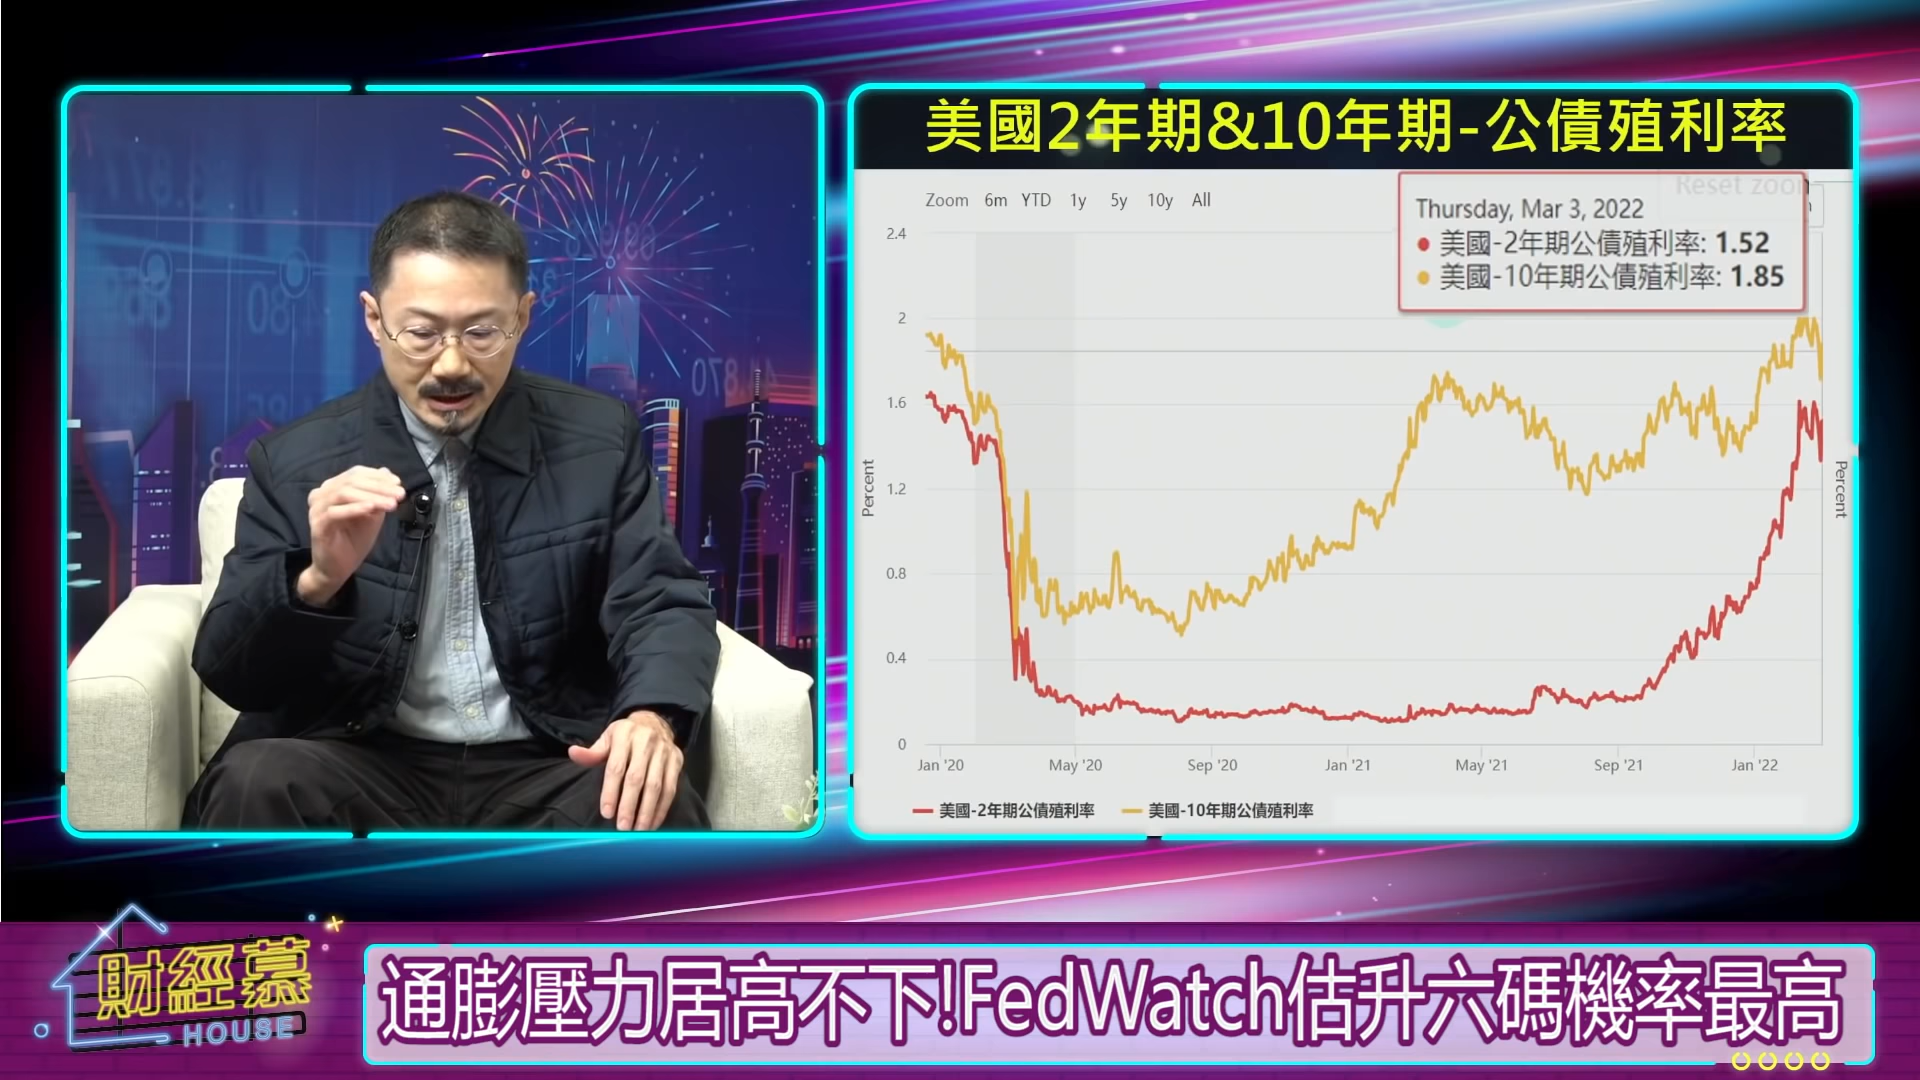 美國2年期&10年期-公債殖利率
Zoom 6m YTD 1y 5y 10y All
Reset zoom
Thursday, Mar 3, 2022
美國-2年期公債殖利率: 1.52
美國-10年期公債殖利率: 1.85
2.4
2
1.6
1.2
0.8
0.4
0
Percent
Percent
Jan '20 May '20 Sep '20 Jan '21 May '21 Sep '21 Jan '22
美國-2年期公債殖利率 美國-10年期公債殖利率
財經慕
HOUSE
通膨壓力居高不下!FedWatch估升六碼機率最高